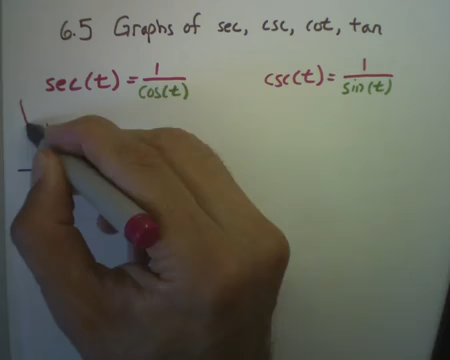 6.5 Graphs of sec, csc, cot, tan
sec(t) = 1/cos(t) csc(t) = 1/sin(t)